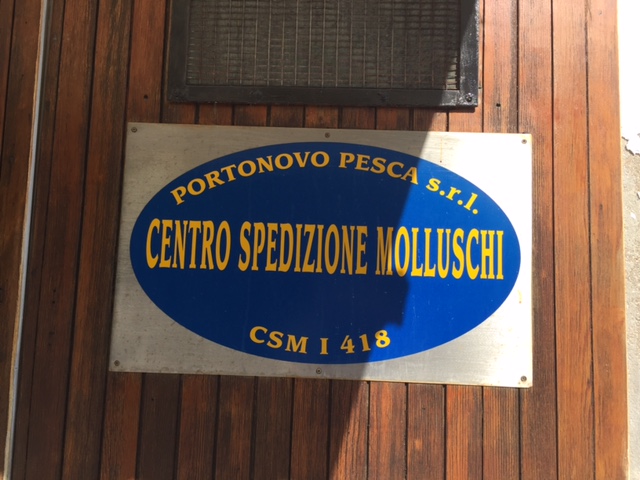 PORTONOVO PESCA s.r.l.
CENTRO SPEDIZIONE MOLLUSCHI
CSM I 418